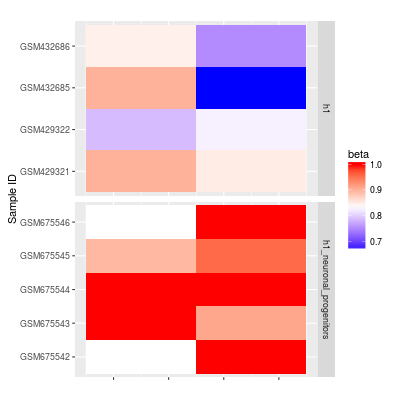 GSM432686
GSM432685
GSM429322
GSM429321
h1
GSM675546
GSM675545
GSM675544
GSM675543
GSM675542
h1_neuronal_progenitors
Sample ID
beta
1.0
0.9
0.8
0.7